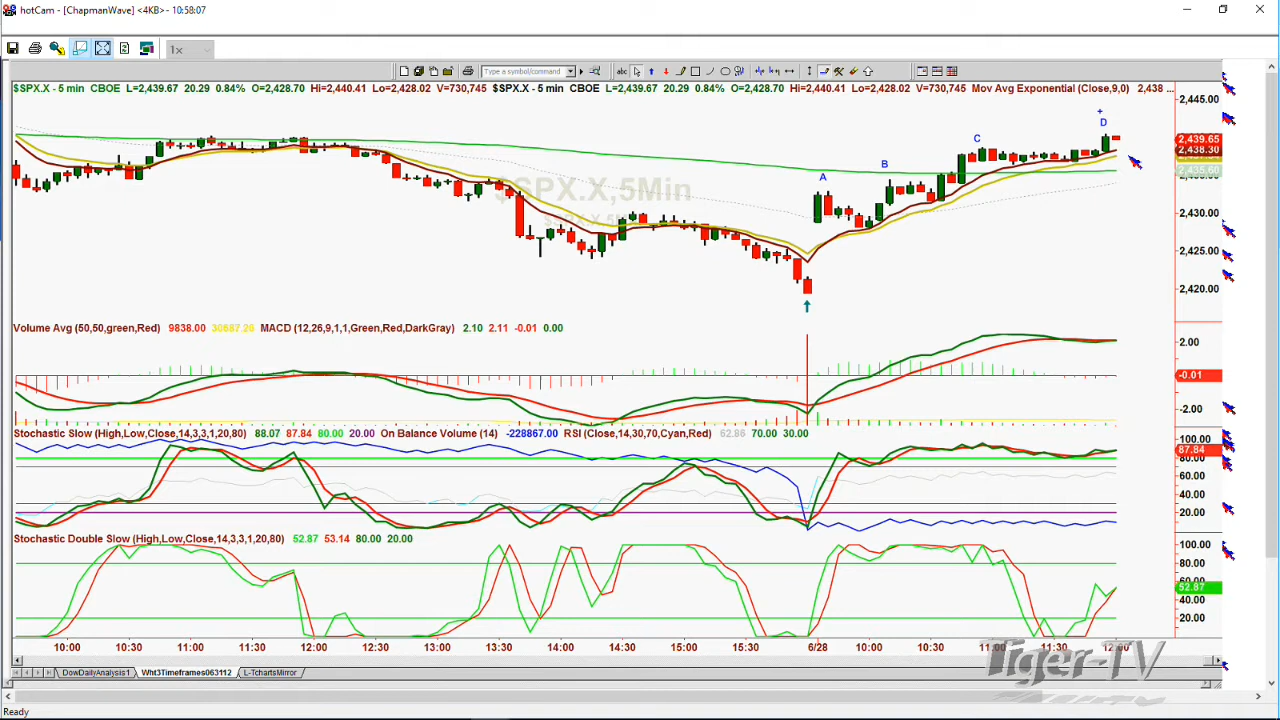 hotCam - [ChapmanWave] <4KB> - 10:58:07
1x
Type a symbol/command
abc
$SPX.X - 5 min CBOE L=2,439.67 20.29 0.84% O=2,428.70 Hi=2,440.41 Lo=2,428.02 V=730,745 $SPX.X - 5 min CBOE L=2,439.67 20.29 0.84% O=2,428.70 Hi=2,440.41 Lo=2,428.02 V=730,745 Mov Avg Exponential (Close,9,0) 2,438 ...
2,445.00
+
D
C
2,439.65
2,438.30
B
2,435.60
A
$SPX.X,5Min
2,430.00
2,425.00
2,420.00
Volume Avg (50,50,green,Red) 9838.00 30687.26 MACD (12,26,9,1,1,Green,Red,DarkGray) 2.10 2.11 -0.01 0.00
2.00
-0.01
-2.00
Stochastic Slow (High,Low,Close,14,3,3,1,20,80) 88.07 87.84 80.00 20.00 On Balance Volume (14) -228867.00 RSI (Close,14,30,70,Cyan,Red) 62.86 70.00 30.00
100.00
87.84
80.00
60.00
40.00
20.00
Stochastic Double Slow (High,Low,Close,14,3,3,1,20,80) 52.87 53.14 80.00 20.00
100.00
80.00
60.00
52.87
40.00
20.00
10:00 10:30 11:00 11:30 12:00 12:30 13:00 13:30 14:00 14:30 15:00 15:30 6/28 10:00 10:30 11:00 11:30 12:00
Tiger-TV
DowDailyAnalysis1 Wht3Timeframes063112 L-TchartsMirror
Ready